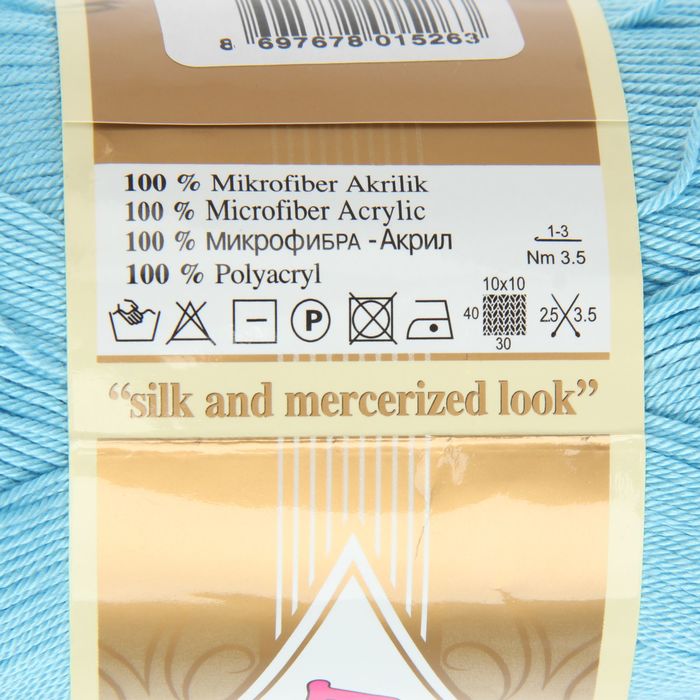 8 697678 015263
100 % Mikrofiber Akrilik
100 % Microfiber Acrylic
100 % Микрофибра - Акрил
100 % Polyacryl
1-3
Nm 3.5
P
10x10
40
30
2.5 3.5
“silk and mercerized look”